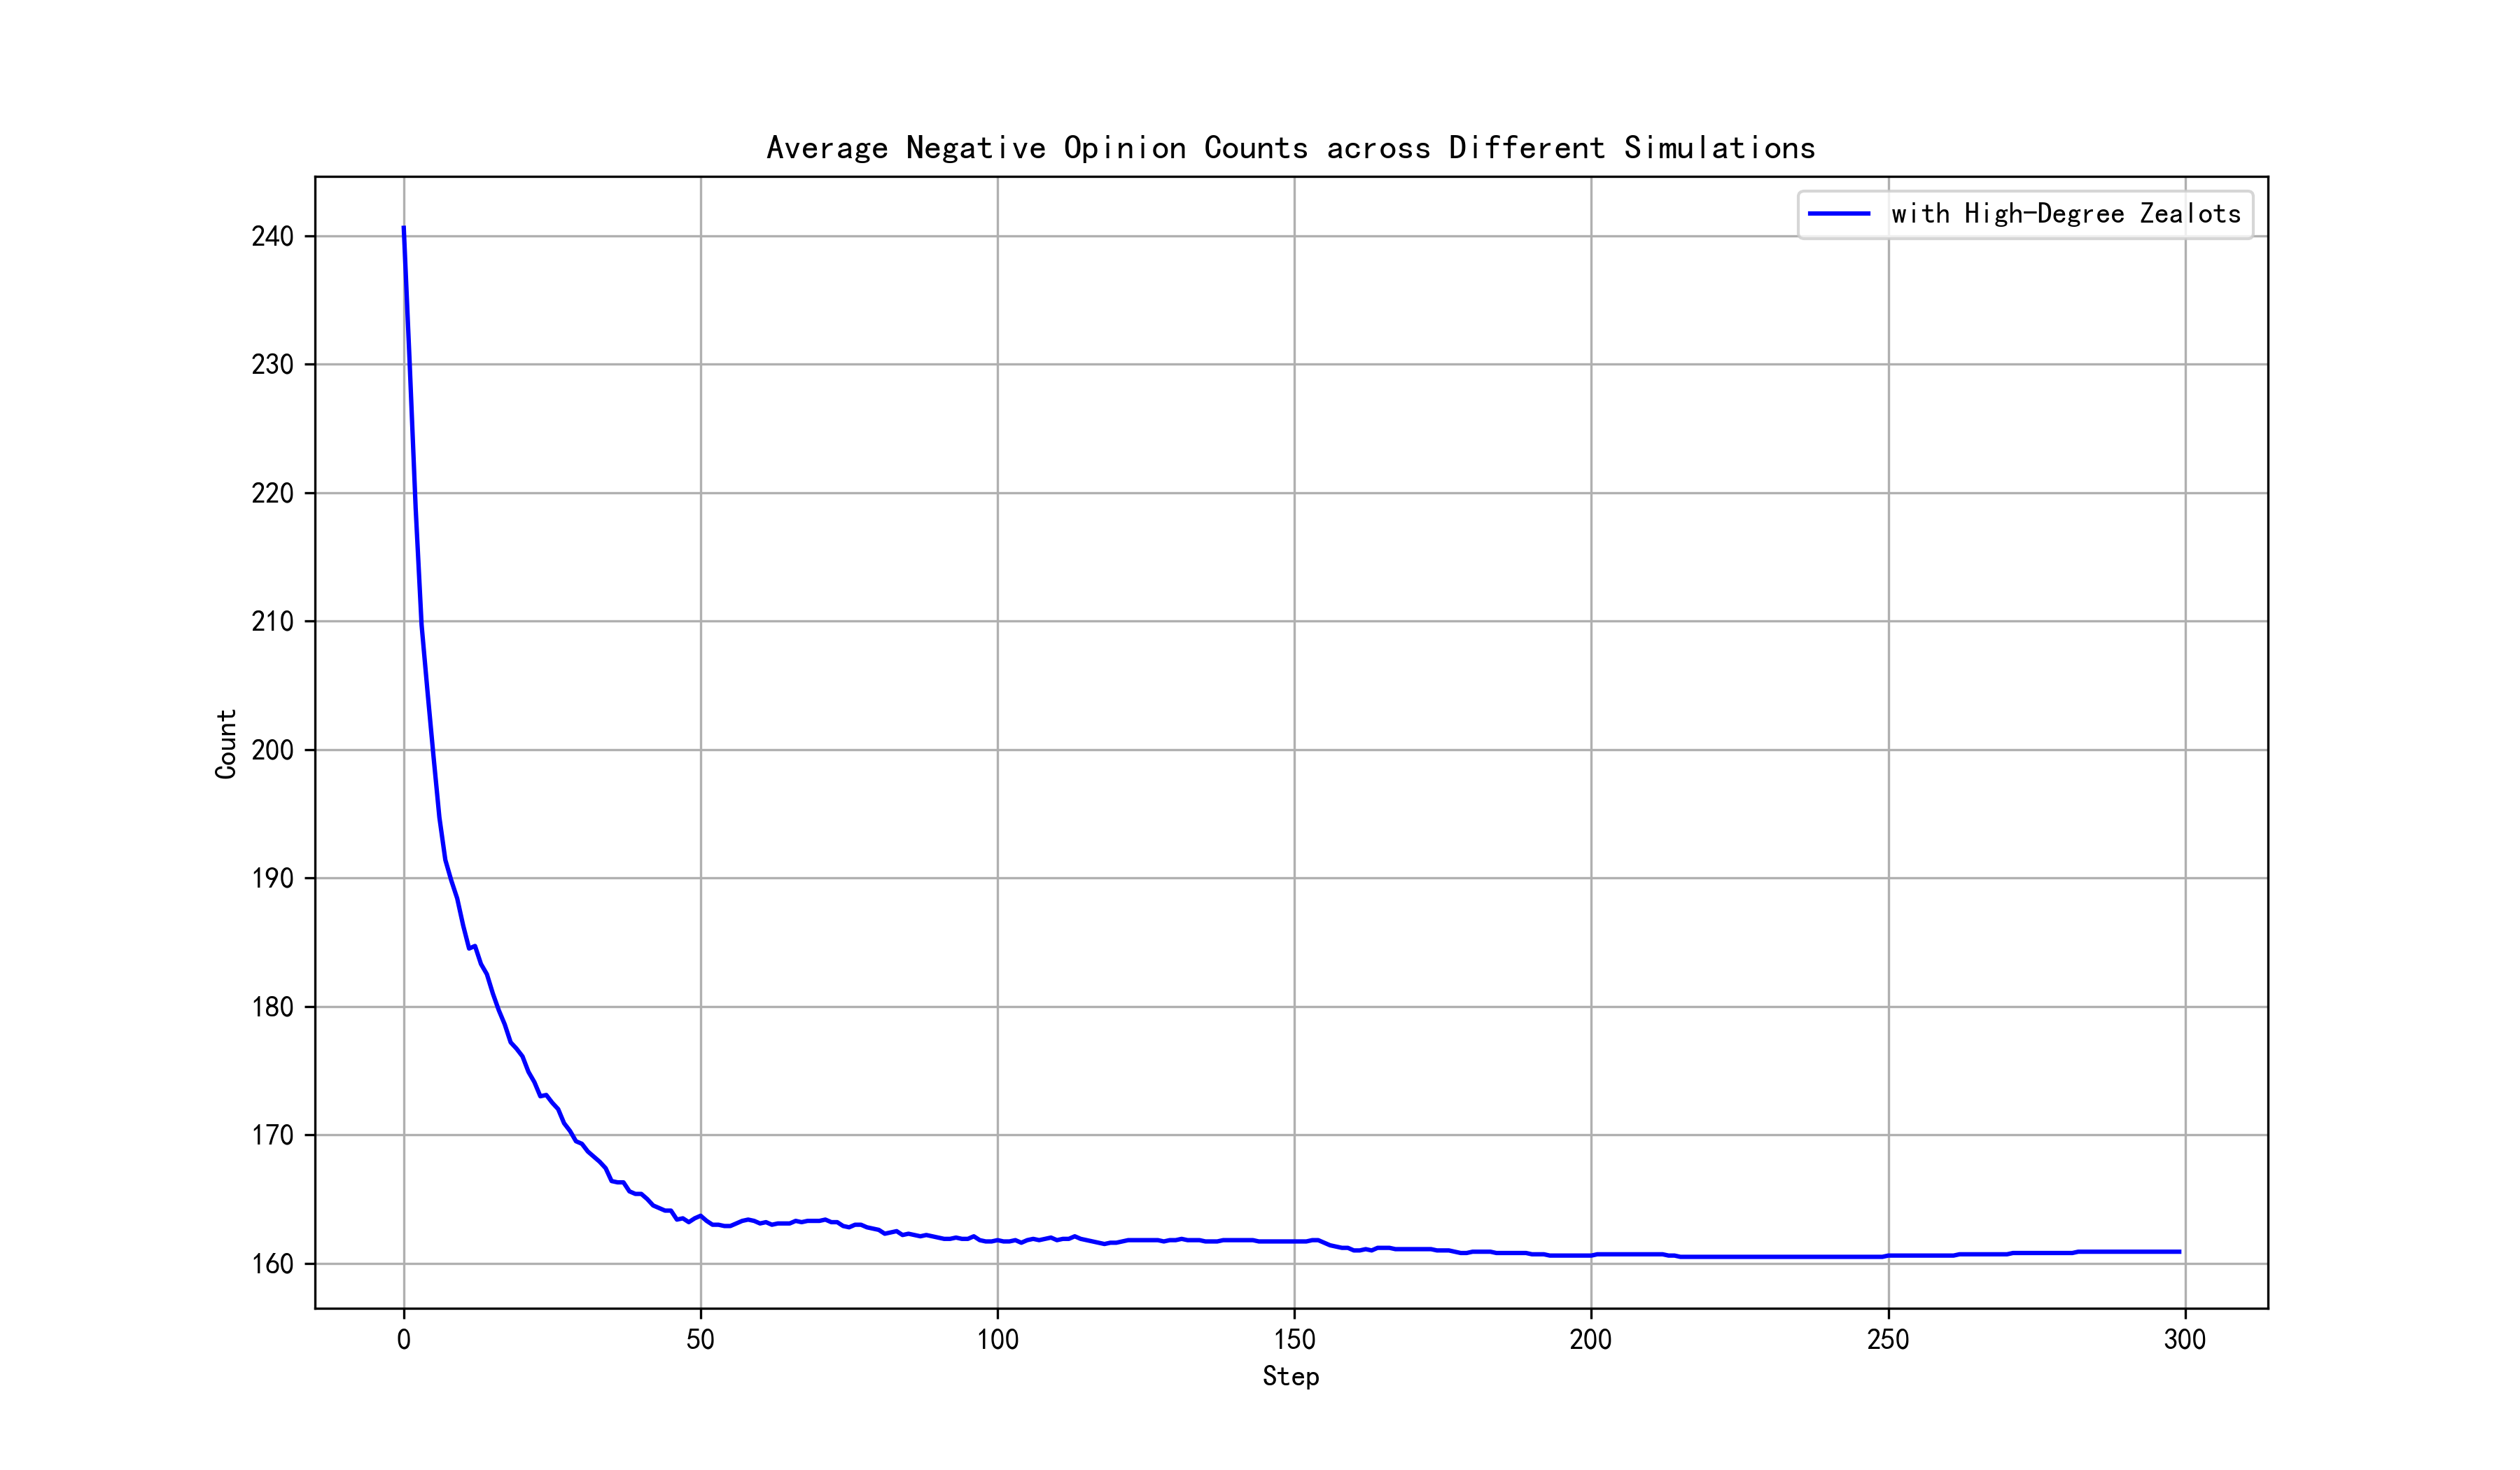 Average Negative Opinion Counts across Different Simulations
with High-Degree Zealots
240
230
220
210
200
190
180
170
160
Count
0 50 100 150 200 250 300
Step